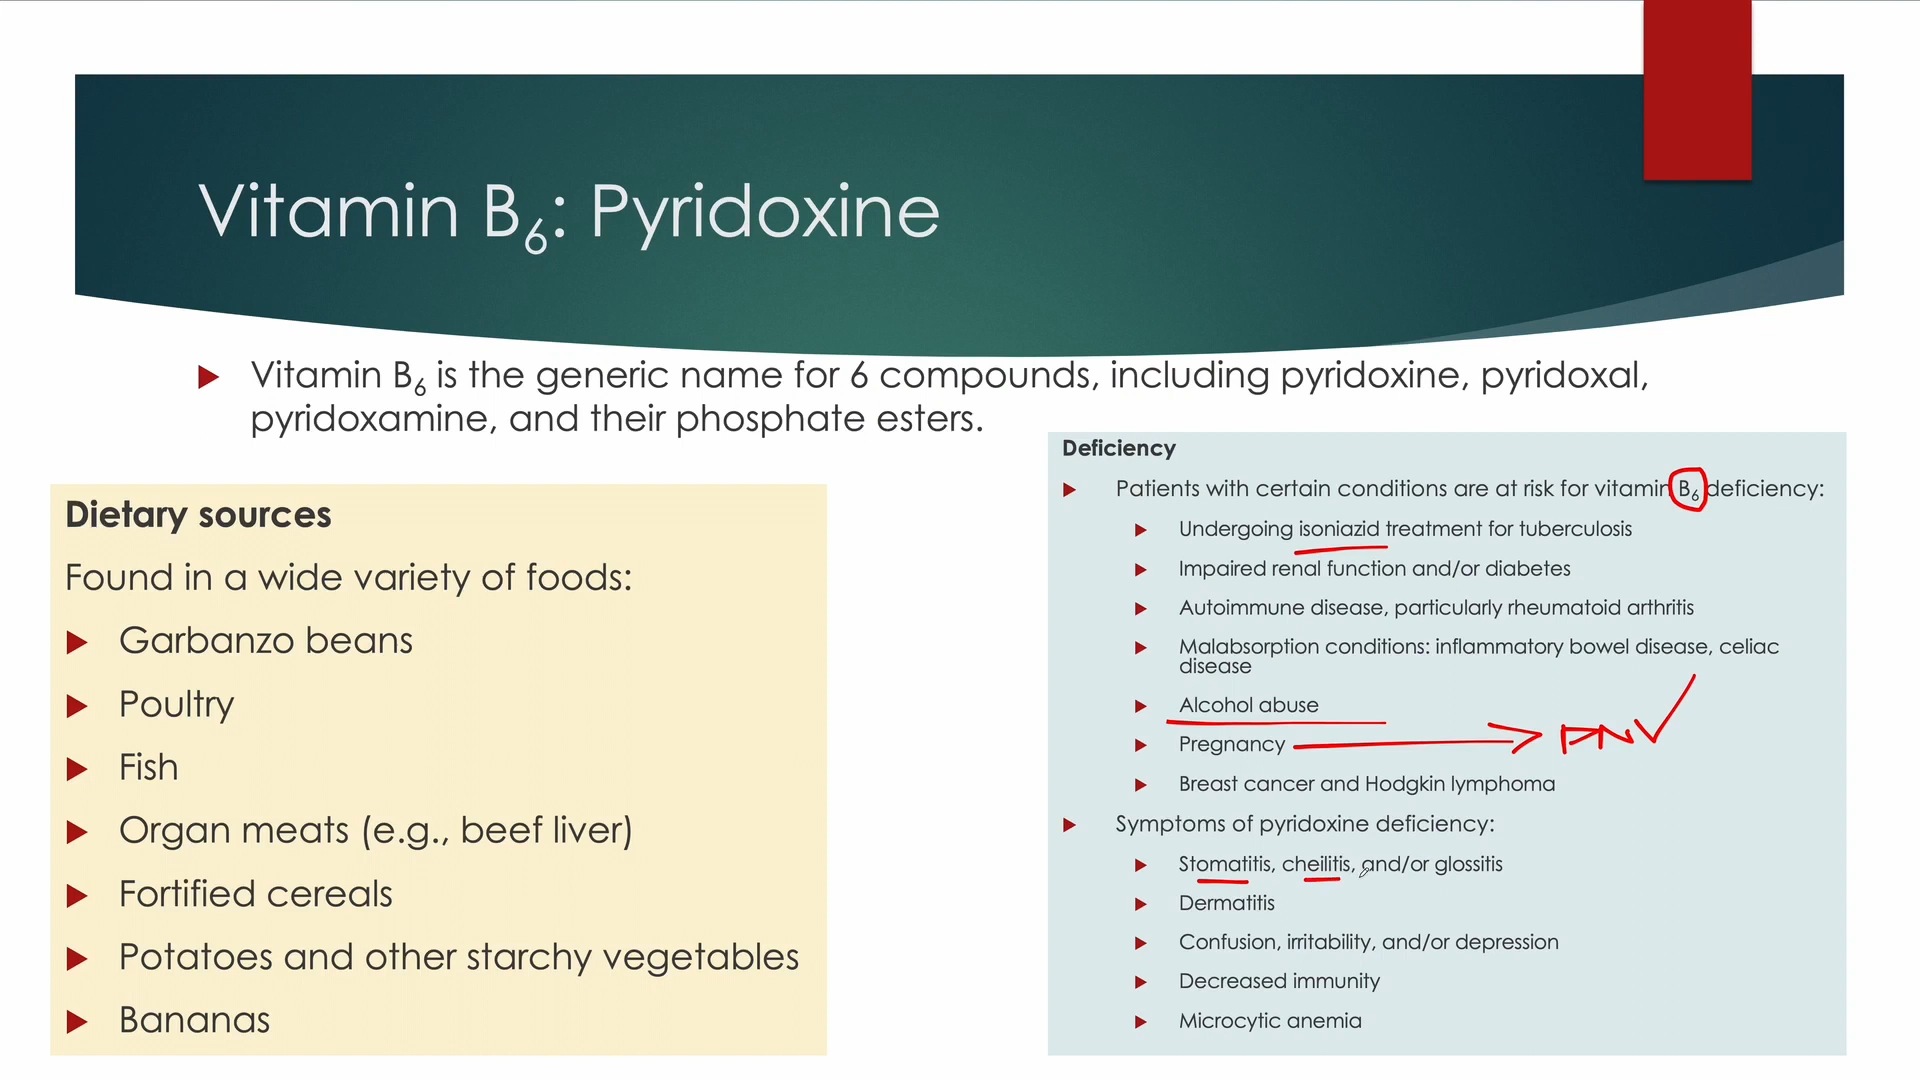 Vitamin B6: Pyridoxine
Vitamin B6 is the generic name for 6 compounds, including pyridoxine, pyridoxal,
pyridoxamine, and their phosphate esters.
Dietary sources
Found in a wide variety of foods:
Garbanzo beans
Poultry
Fish
Organ meats (e.g., beef liver)
Fortified cereals
Potatoes and other starchy vegetables
Bananas
Deficiency
Patients with certain conditions are at risk for vitamin B6 deficiency:
Undergoing isoniazid treatment for tuberculosis
Impaired renal function and/or diabetes
Autoimmune disease, particularly rheumatoid arthritis
Malabsorption conditions: inflammatory bowel disease, celiac
disease
Alcohol abuse
Pregnancy → PNV
Breast cancer and Hodgkin lymphoma
Symptoms of pyridoxine deficiency:
Stomatitis, cheilitis, and/or glossitis
Dermatitis
Confusion, irritability, and/or depression
Decreased immunity
Microcytic anemia